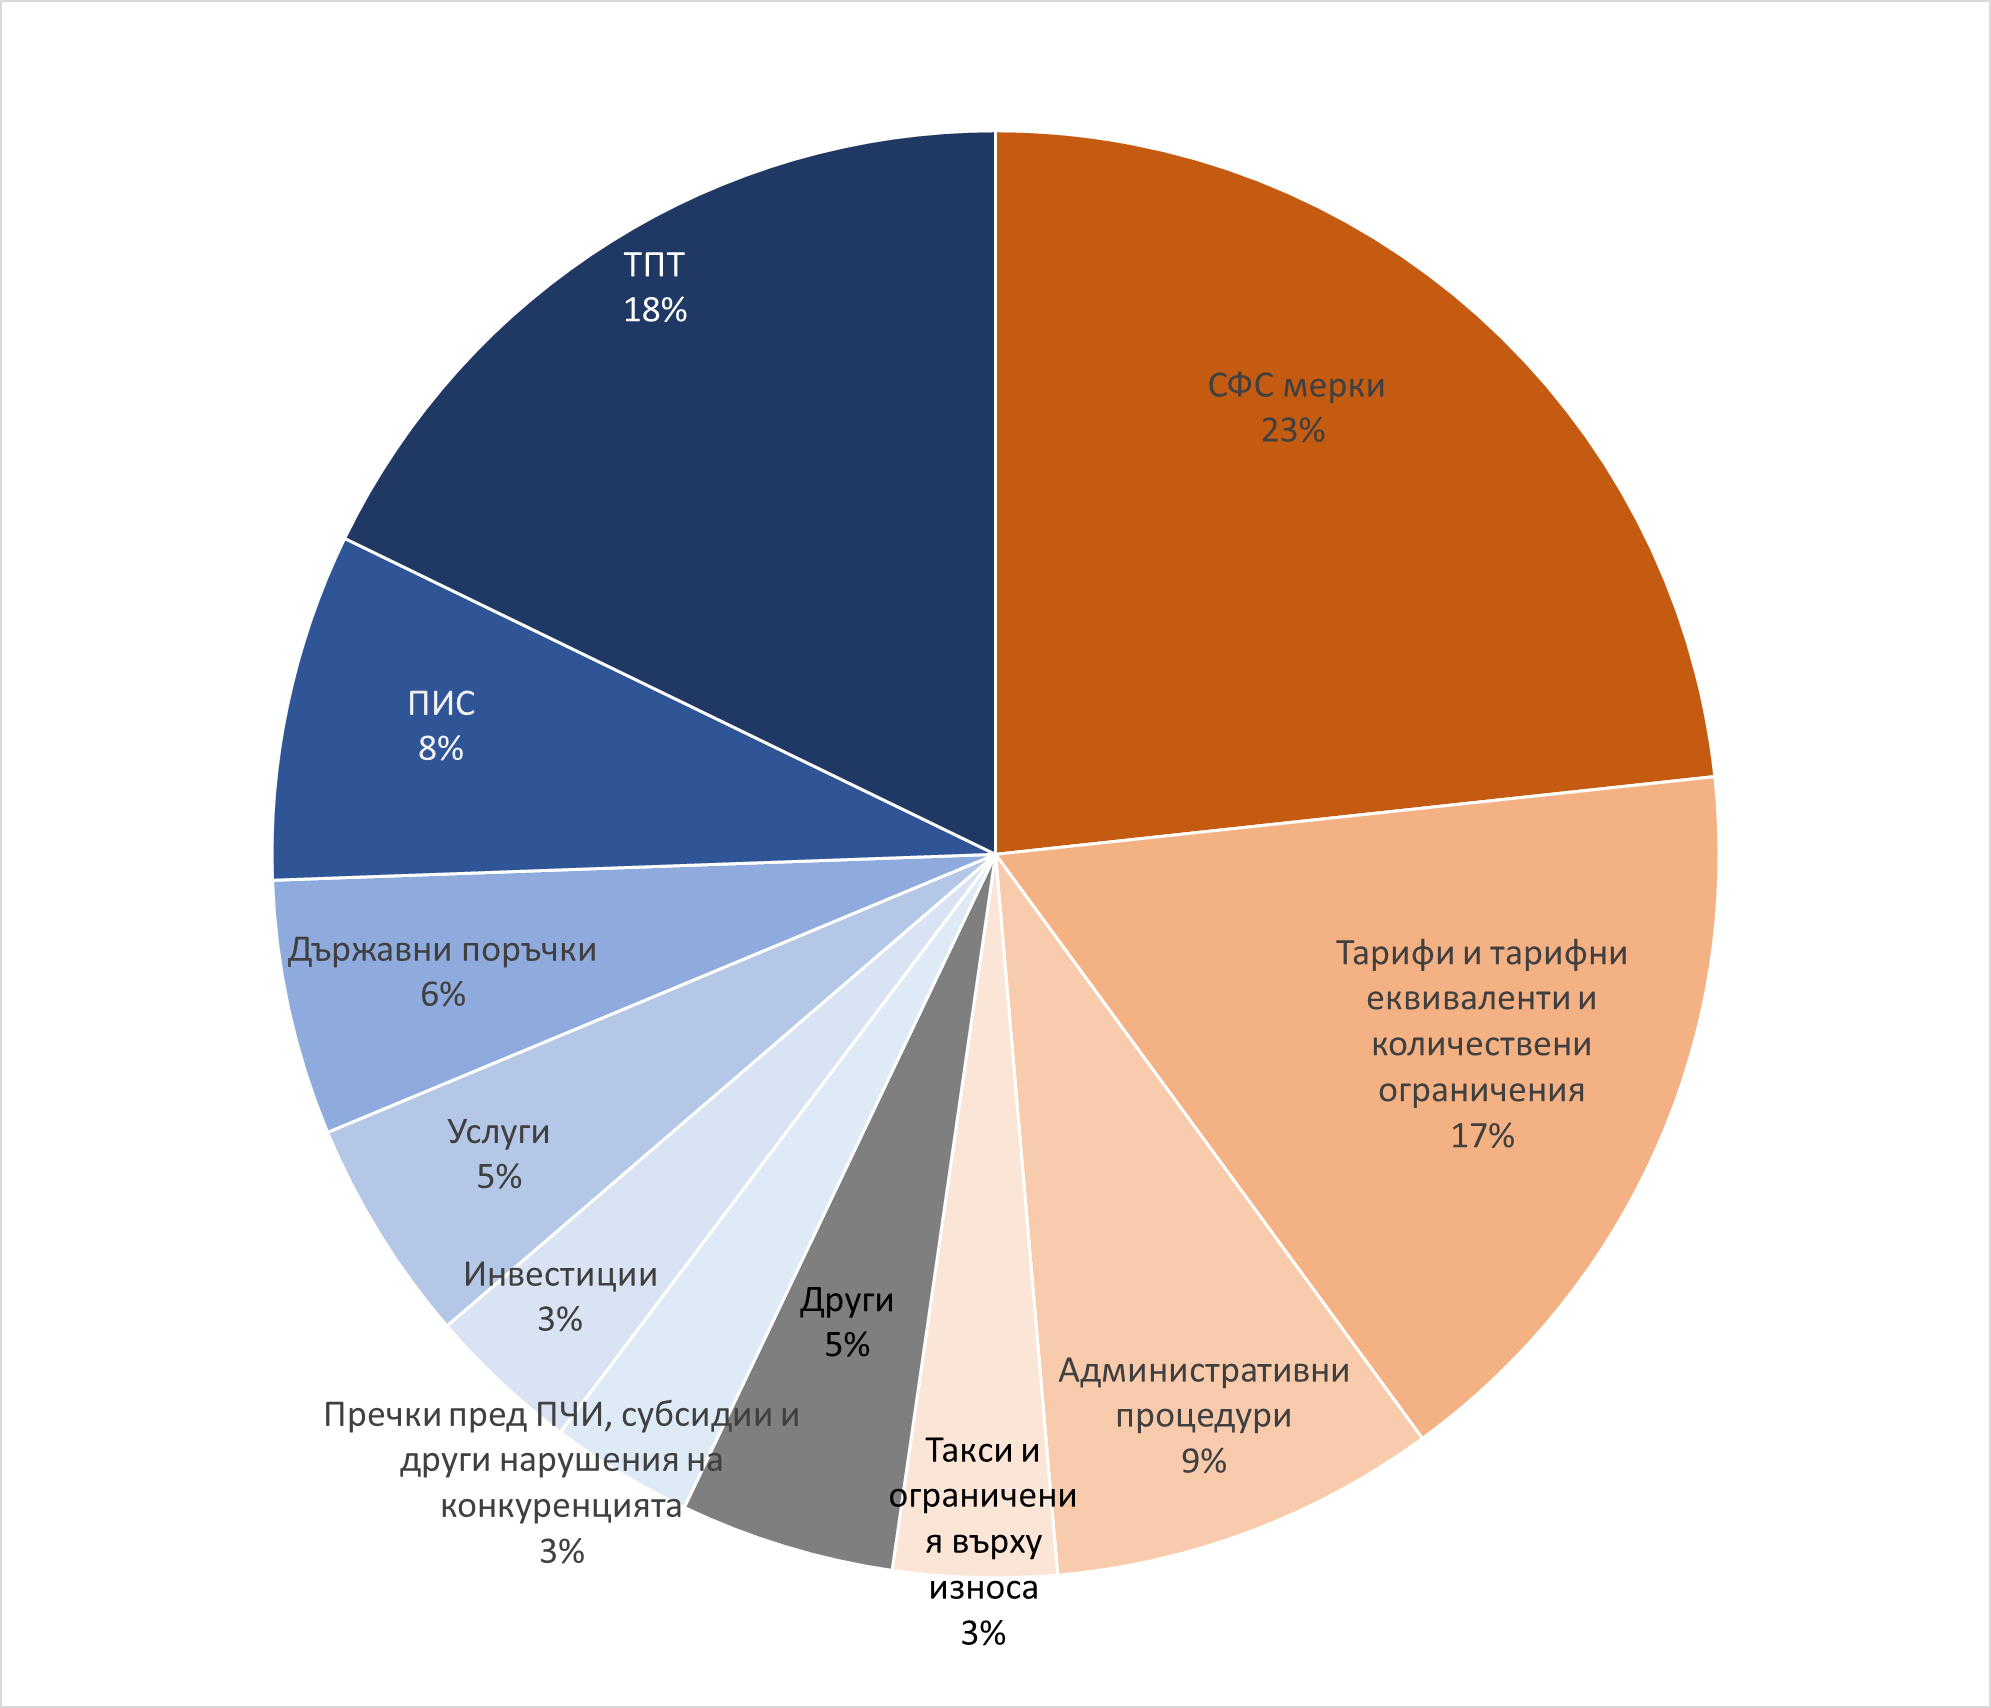 ТПТ
18%
СФС мерки
23%
ПИС
8%
Държавни поръчки
6%
Тарифи и тарифни
еквиваленти и
количествени
ограничения
17%
Услуги
5%
Инвестиции
3%
Други
5%
Административни
процедури
9%
Пречки пред ПЧИ, субсидии и
други нарушения на
конкуренцията
3%
Такси и
ограничени
я върху
износа
3%